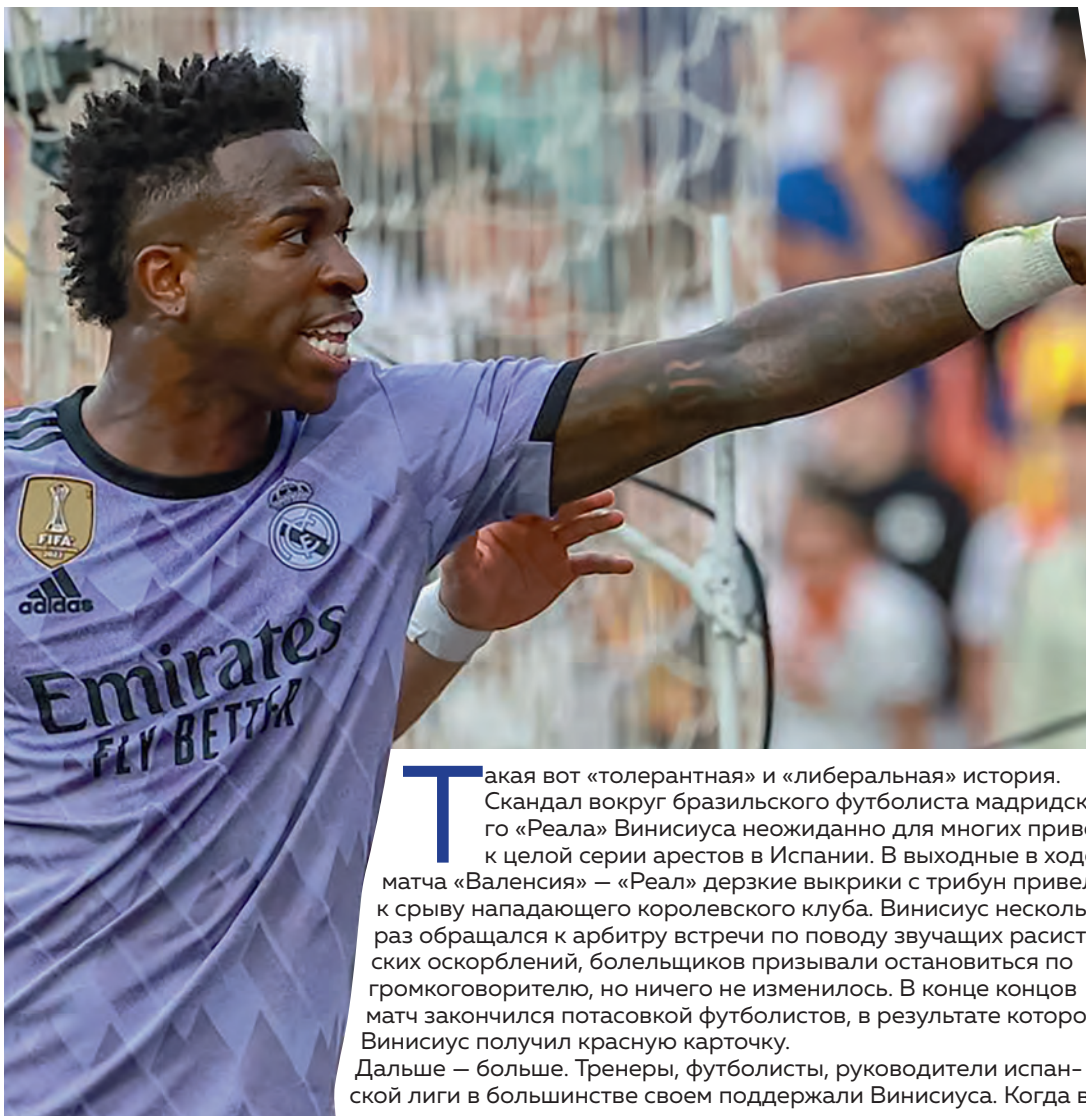 FIFA
2022
adidas
Emirates
FLY BETTER
Такая вот «толерантная» и «либеральная» история.
Скандал вокруг бразильского футболиста мадридск
го «Реала» Винисиуса неожиданно для многих приве
к целой серии арестов в Испании. В выходные в ход
матча «Валенсия» — «Реал» дерзкие выкрики с трибун приве
к срыву нападающего королевского клуба. Винисиус несколь
раз обращался к арбитру встречи по поводу звучащих расист
ских оскорблений, болельщиков призывали остановиться по
громкоговорителю, но ничего не изменилось. В конце концов
матч закончился потасовкой футболистов, в результате которо
Винисиус получил красную карточку.
Дальше — больше. Тренеры, футболисты, руководители испан-
ской лиги в большинстве своем поддержали Винисиуса. Когда